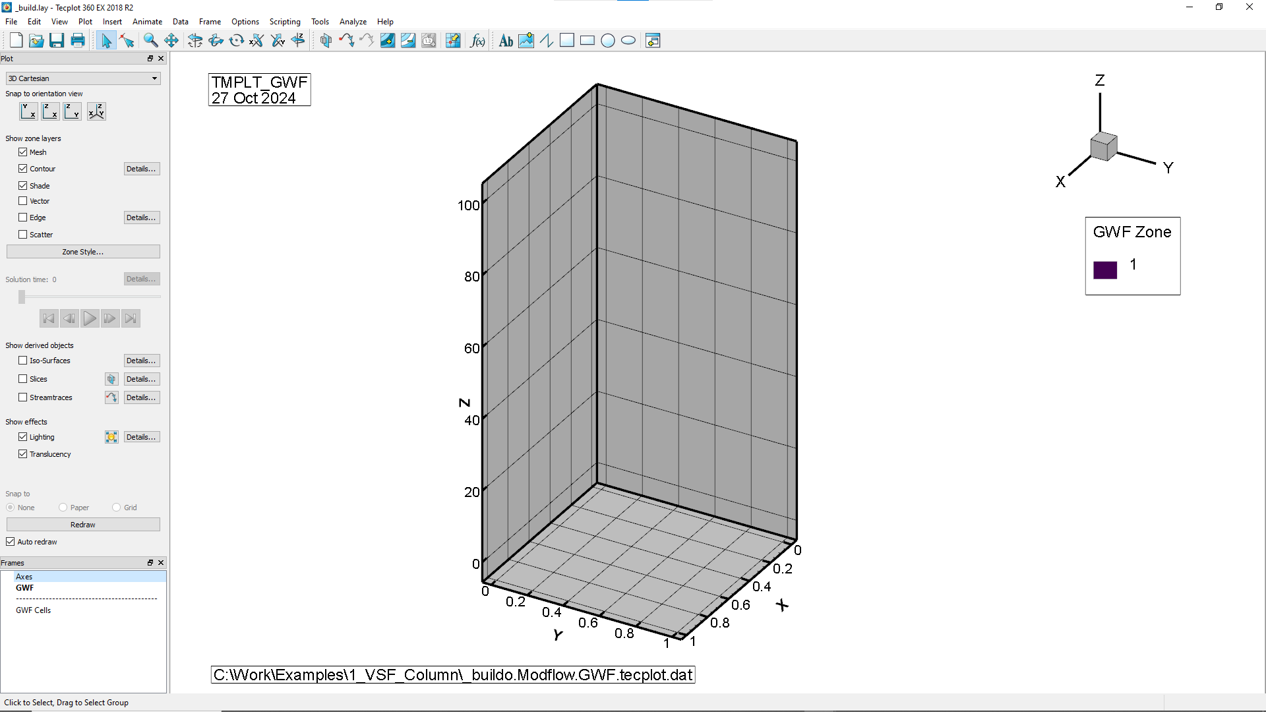 _build.lay - Tecplot 360 EX 2018 R2
File Edit View Plot Insert Animate Data Frame Options Scripting Tools Analyze Help
Plot
3D Cartesian
Snap to orientation view
Show zone layers
Mesh
Contour Details...
Shade
Vector
Edge Details...
Scatter
Zone Style...
Solution time: 0 Details...
Show derived objects
Iso-Surfaces Details...
Slices Details...
Streamtraces Details...
Show effects
Lighting Details...
Translucency
Snap to
None Paper Grid
Redraw
Auto redraw
Frames
Axes
GWF
GWF Cells
Click to Select, Drag to Select Group
TMPLT_GWF
27 Oct 2024
100
80
60
Z
40
20
0
0 0.2 0.4 0.6 0.8 1
Y
0 0.2 0.4 0.6 0.8 1
X
Z
Y
X
GWF Zone
1
C:\Work\Examples\1_VSF_Column\_buildo.Modflow.GWF.tecplot.dat